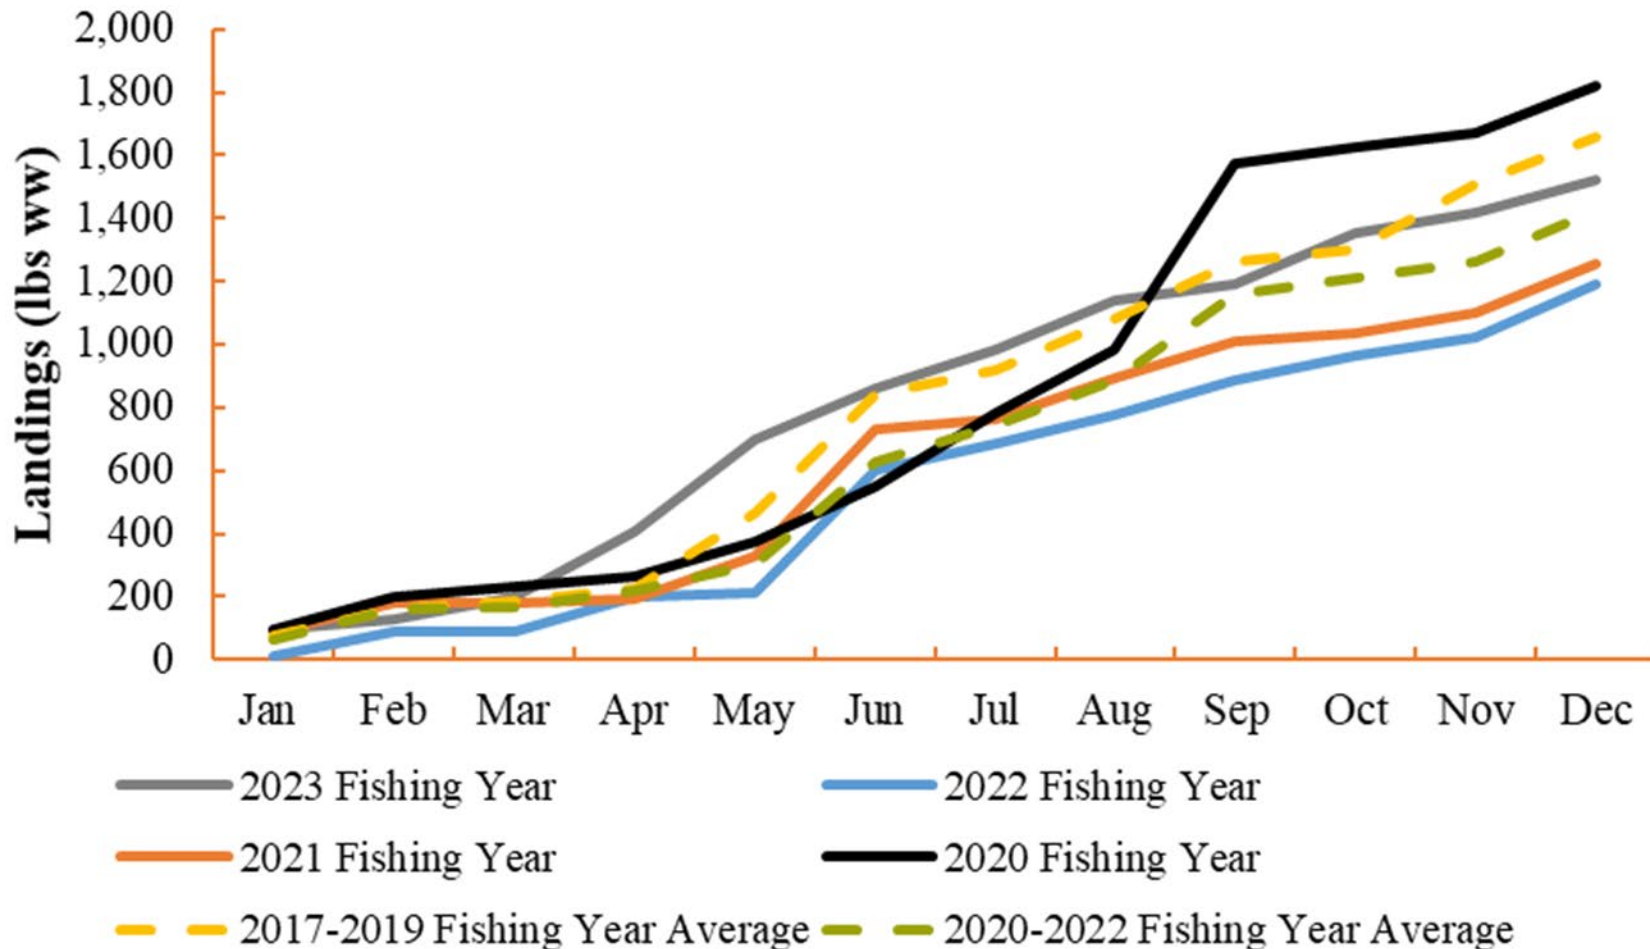 Landings (lbs ww)
2,000
1,800
1,600
1,400
1,200
1,000
800
600
400
200
0
Jan Feb Mar Apr May Jun Jul Aug Sep Oct Nov Dec
2023 Fishing Year 2022 Fishing Year
2021 Fishing Year 2020 Fishing Year
2017-2019 Fishing Year Average 2020-2022 Fishing Year Average